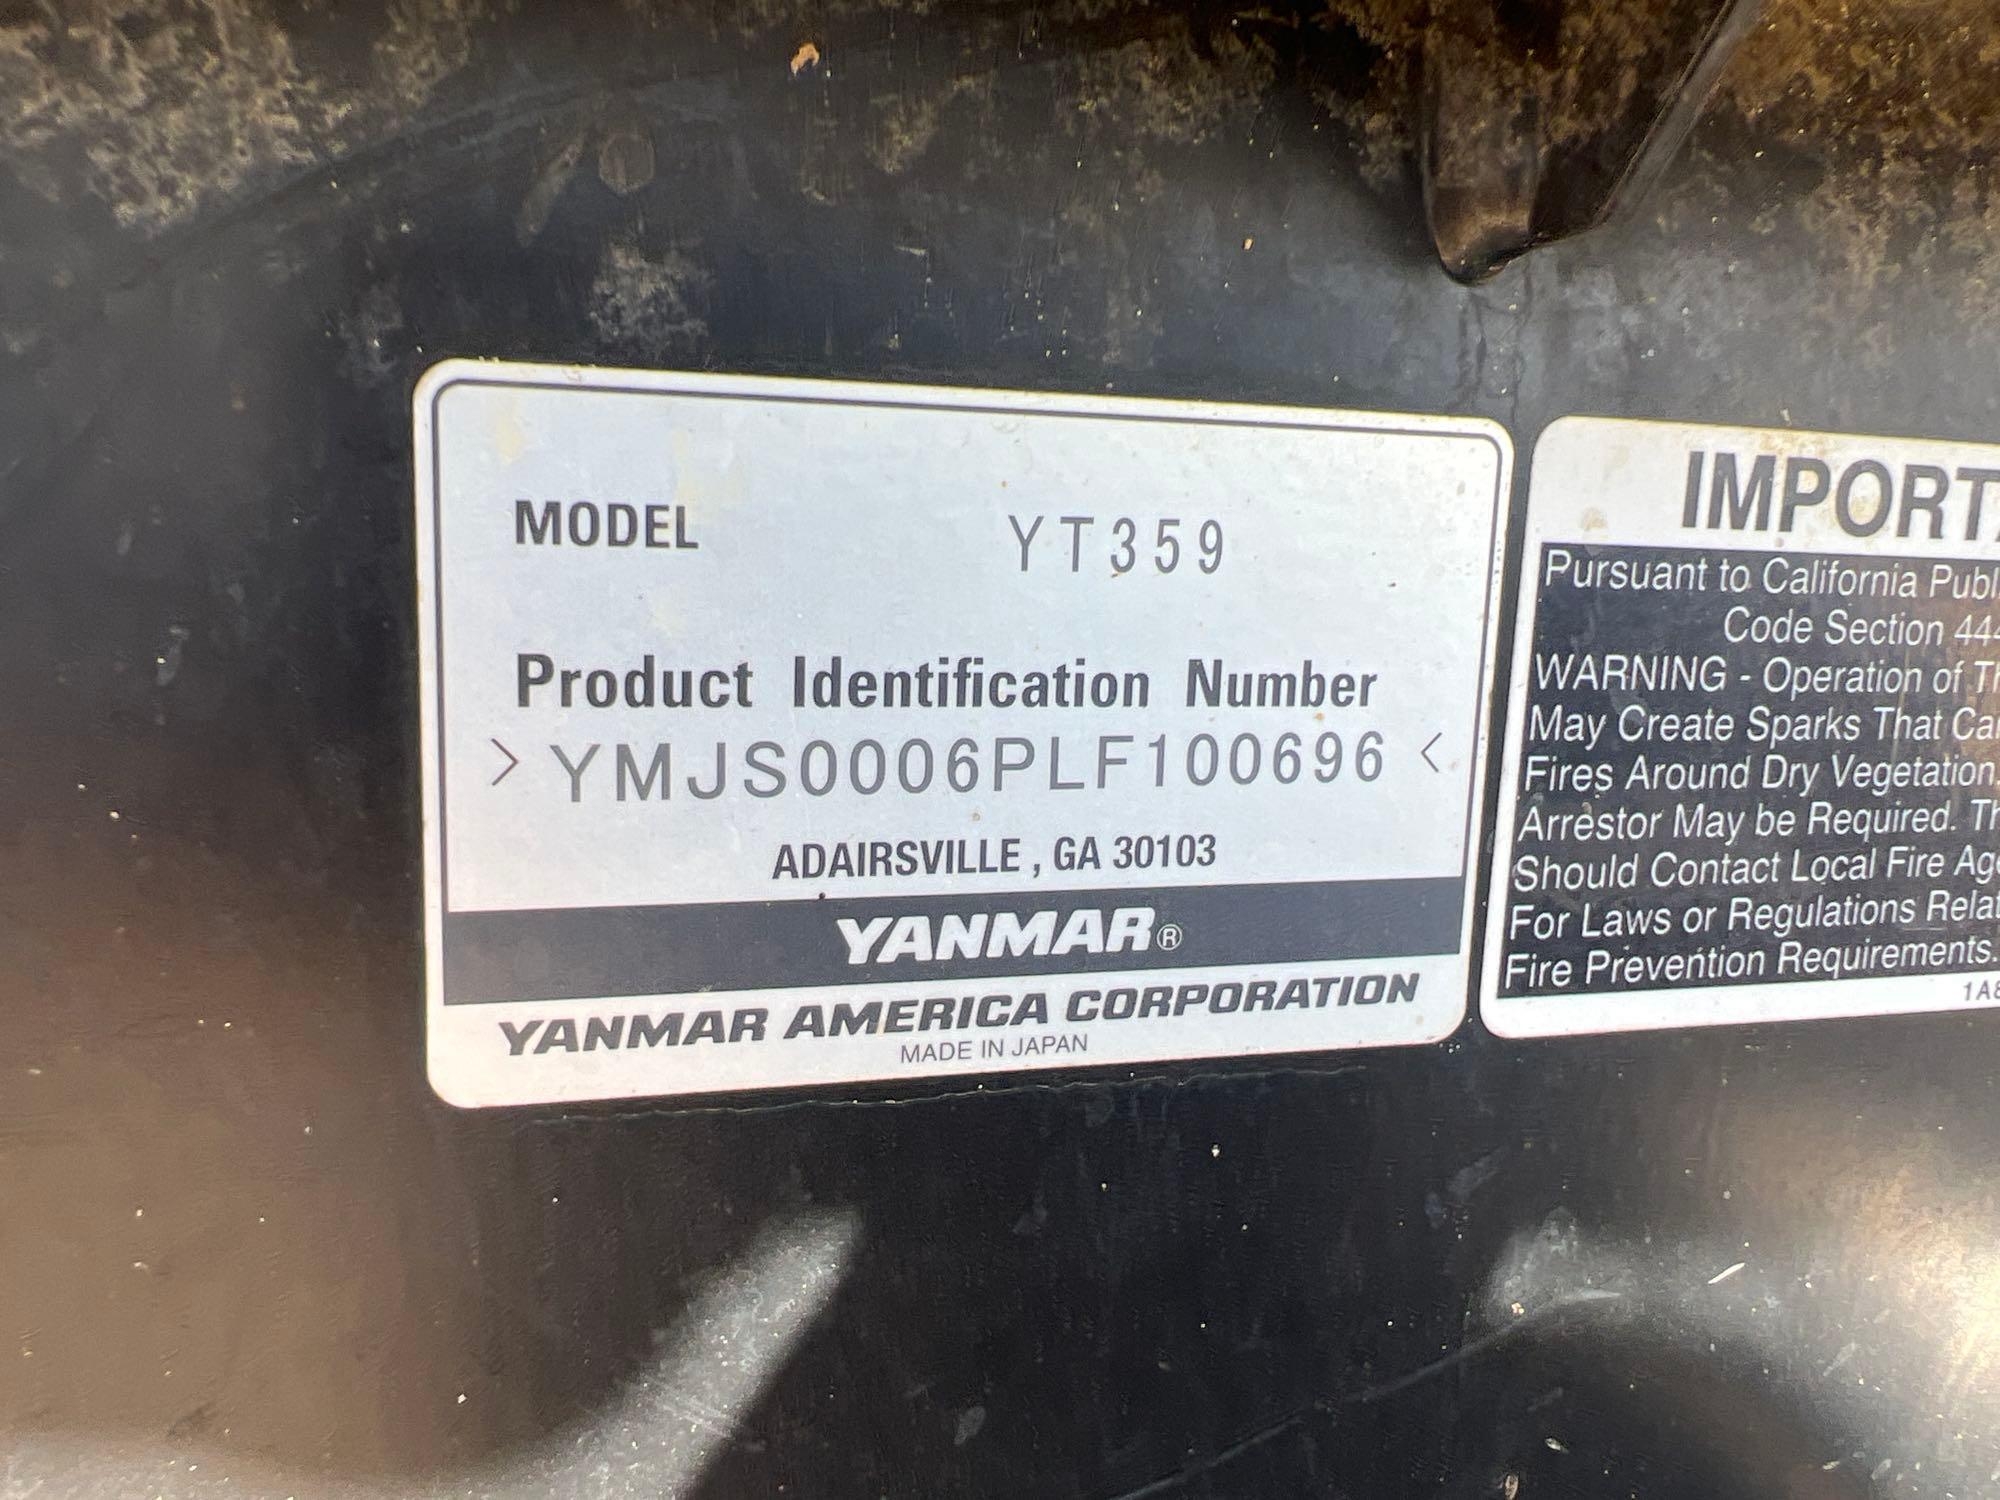 MODEL YT359
Product Identification Number
>YMJS0006PLF100696<
ADAIRSVILLE , GA 30103
YANMAR®
YANMAR AMERICA CORPORATION
MADE IN JAPAN
Pursuant to California
Code Section
WARNING - Operation of
May Create Sparks That
Fires Around Dry Vegetation.
Arrestor May be Required.
Should Contact Local Fire
For Laws or Regulations
Fire Prevention Requirements.